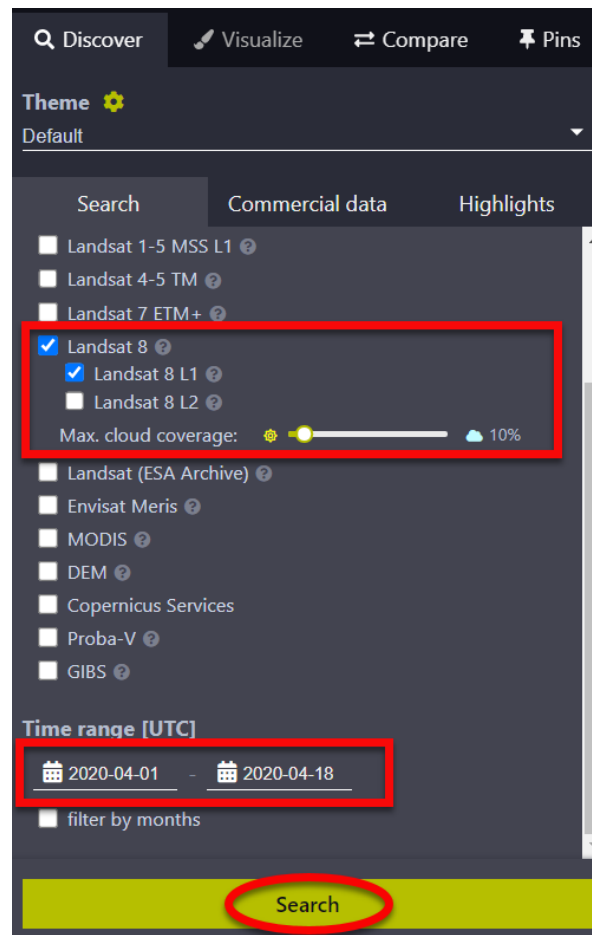 Discover Visualize Compare Pins
Theme
Default
Search Commercial data Highlights
Landsat 1-5 MSS L1
Landsat 4-5 TM
Landsat 7 ETM+
Landsat 8
Landsat 8 L1
Landsat 8 L2
Max. cloud coverage: 10%
Landsat (ESA Archive)
Envisat Meris
MODIS
DEM
Copernicus Services
Proba-V
GIBS
Time range [UTC]
2020-04-01 - 2020-04-18
filter by months
Search